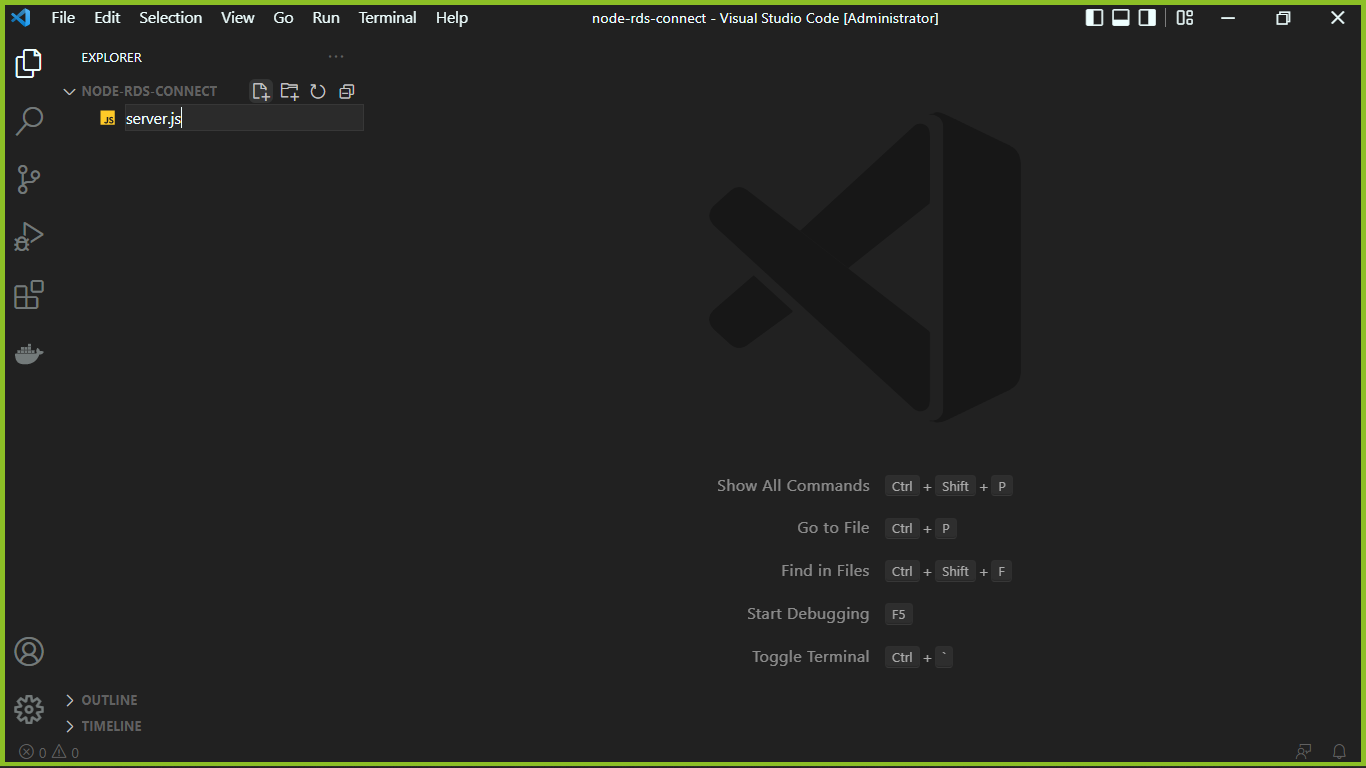 File Edit Selection View Go Run Terminal Help
node-rds-connect - Visual Studio Code [Administrator]
EXPLORER
NODE-RDS-CONNECT
JS server.js
Show All Commands Ctrl + Shift + P
Go to File Ctrl + P
Find in Files Ctrl + Shift + F
Start Debugging F5
Toggle Terminal Ctrl + `
OUTLINE
TIMELINE
0 0